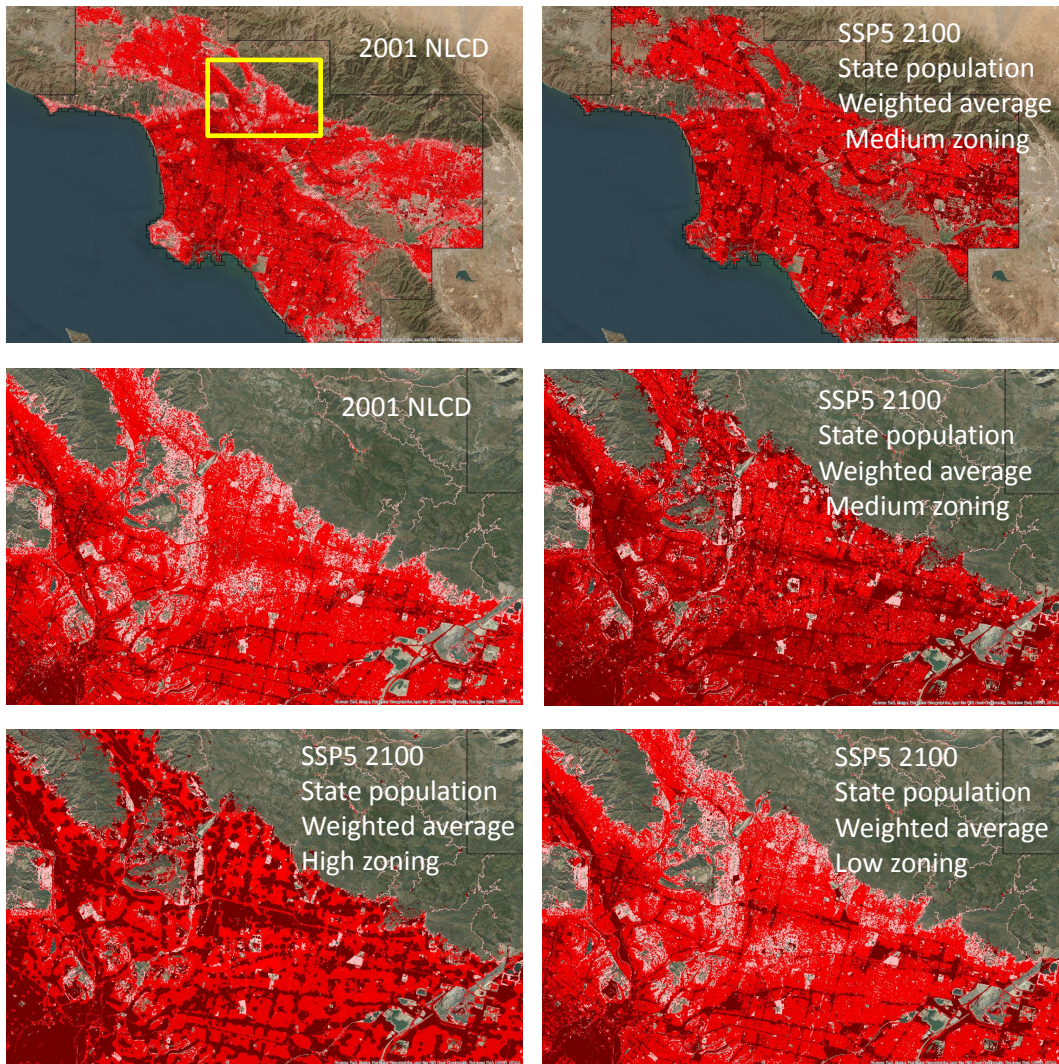 2001 NLCD
SSP5 2100
State population
Weighted average
Medium zoning
2001 NLCD
SSP5 2100
State population
Weighted average
Medium zoning
SSP5 2100
State population
Weighted average
High zoning
SSP5 2100
State population
Weighted average
Low zoning